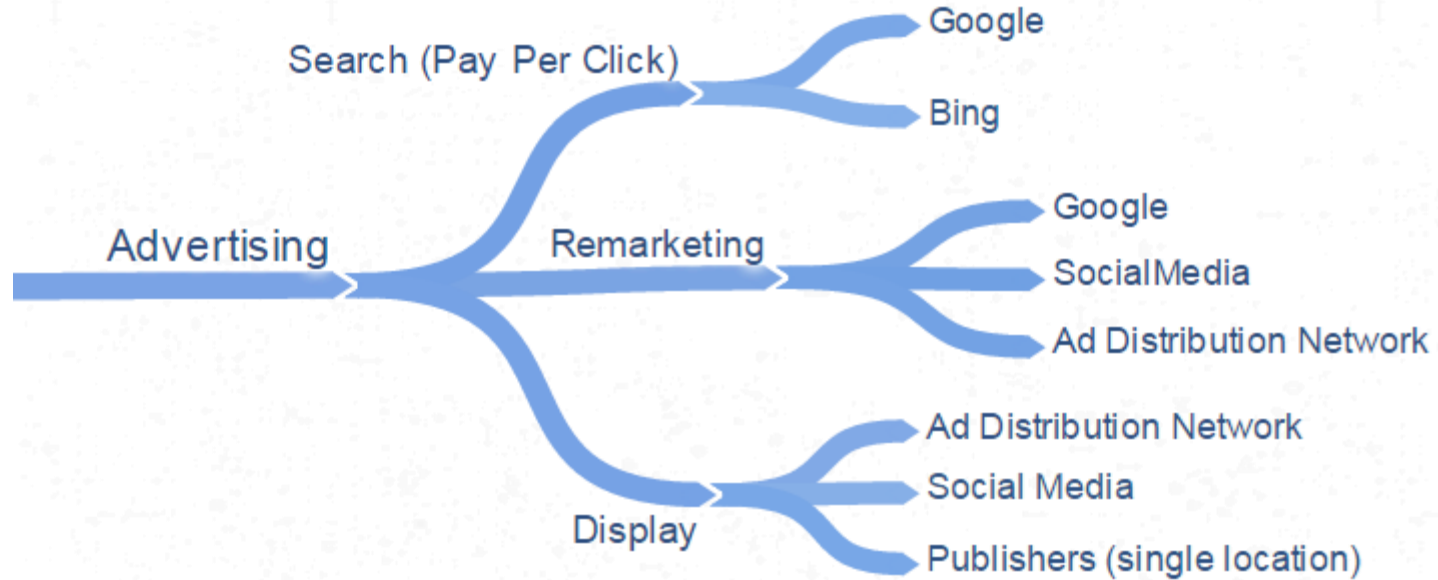 Advertising
Search (Pay Per Click)
Google
Bing
Remarketing
Google
SocialMedia
Ad Distribution Network
Display
Ad Distribution Network
Social Media
Publishers (single location)